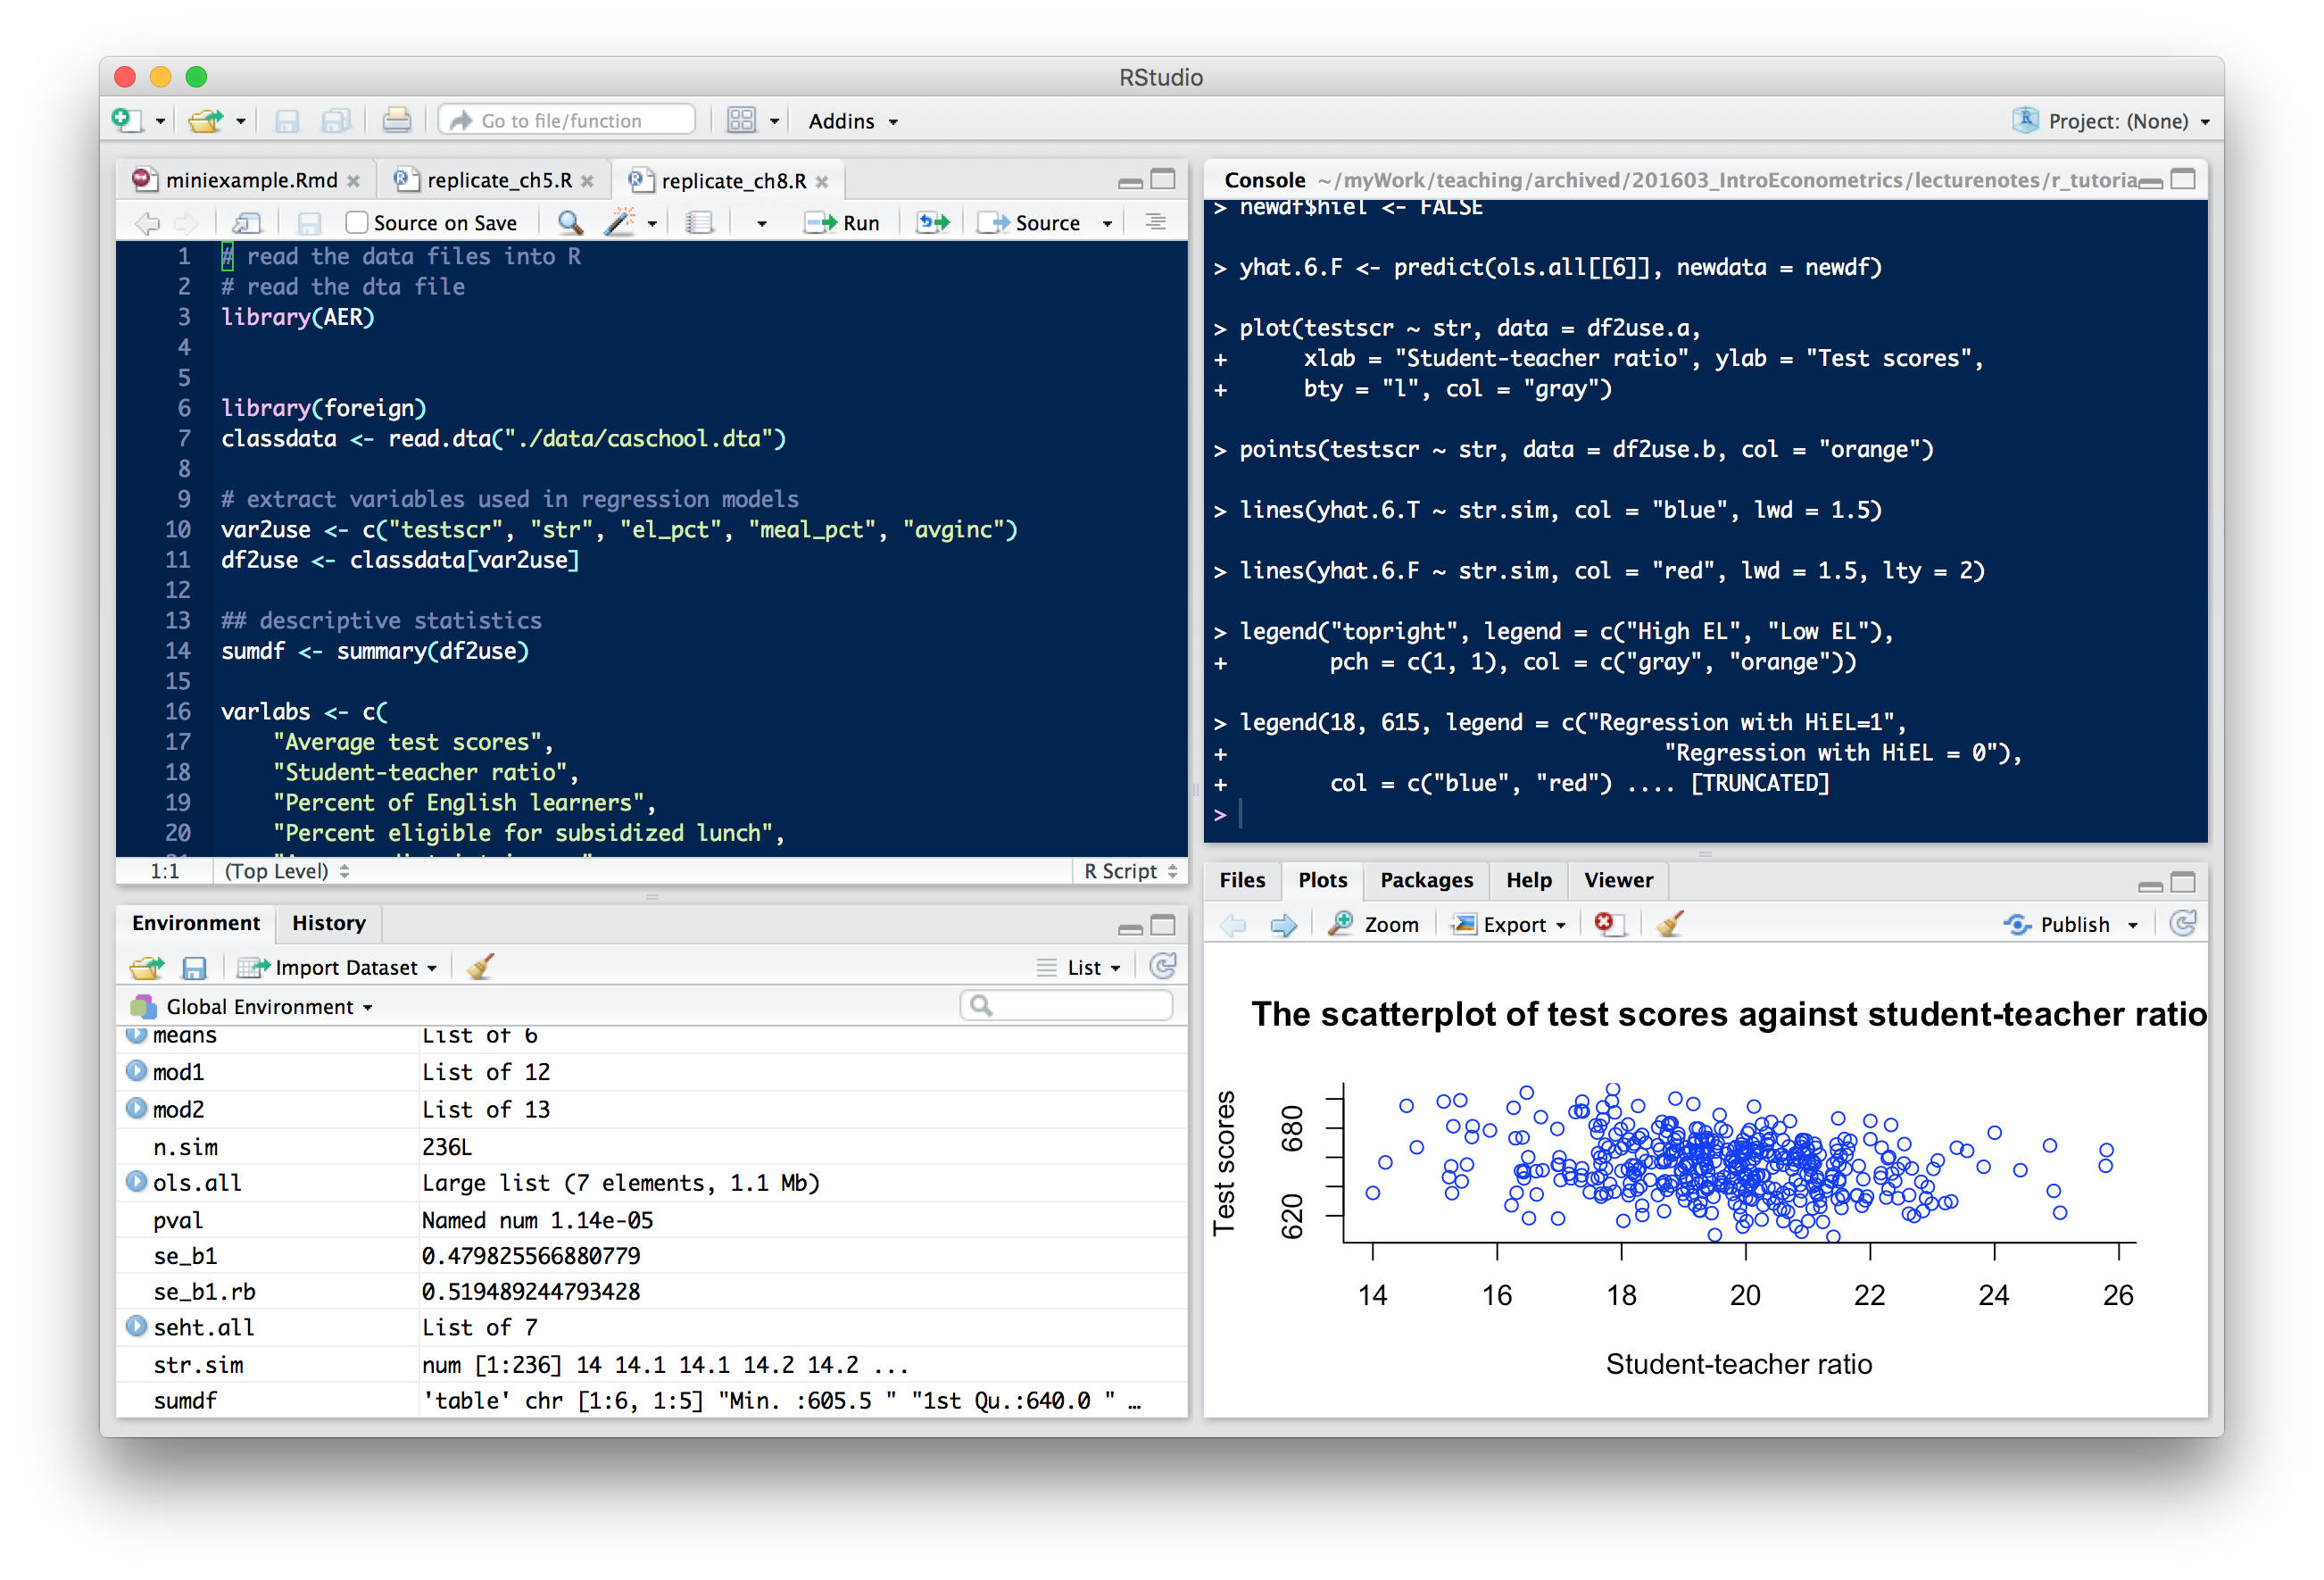 RStudio
Go to file/function
Addins
Project: (None)
miniexample.Rmd
replicate_ch5.R
replicate_ch8.R
Source on Save
Run
Source
1 # read the data files into R
2 # read the dta file
3 library(AER)
4
5
6 library(foreign)
7 classdata <- read.dta("./data/caschool.dta")
8
9 # extract variables used in regression models
10 var2use <- c("testscr", "str", "el_pct", "meal_pct", "avginc")
11 df2use <- classdata[var2use]
12
13 ## descriptive statistics
14 sumdf <- summary(df2use)
15
16 varlabs <- c(
17 "Average test scores",
18 "Student-teacher ratio",
19 "Percent of English learners",
20 "Percent eligible for subsidized lunch",
1:1 (Top Level) R Script
Environment History
Import Dataset
List
Global Environment
means List of 6
mod1 List of 12
mod2 List of 13
n.sim 236L
ols.all Large list (7 elements, 1.1 Mb)
pval Named num 1.14e-05
se_b1 0.479825566880779
se_b1.rb 0.519489244793428
seht.all List of 7
str.sim num [1:236] 14 14.1 14.1 14.2 14.2 ...
sumdf 'table' chr [1:6, 1:5] "Min. :605.5 " "1st Qu.:640.0 " …
Console ~/myWork/teaching/archived/201603_IntroEconometrics/lecturenotes/r_tutoria
> newdf$hiel <- FALSE
> yhat.6.F <- predict(ols.all[[6]], newdata = newdf)
> plot(testscr ~ str, data = df2use.a,
+ xlab = "Student-teacher ratio", ylab = "Test scores",
+ bty = "l", col = "gray")
> points(testscr ~ str, data = df2use.b, col = "orange")
> lines(yhat.6.T ~ str.sim, col = "blue", lwd = 1.5)
> lines(yhat.6.F ~ str.sim, col = "red", lwd = 1.5, lty = 2)
> legend("topright", legend = c("High EL", "Low EL"),
+ pch = c(1, 1), col = c("gray", "orange"))
> legend(18, 615, legend = c("Regression with HiEL=1",
+ "Regression with HiEL = 0"),
+ col = c("blue", "red") .... [TRUNCATED]
>
Files Plots Packages Help Viewer
Zoom Export Publish
The scatterplot of test scores against student-teacher ratio
Test scores
680
620
14 16 18 20 22 24 26
Student-teacher ratio